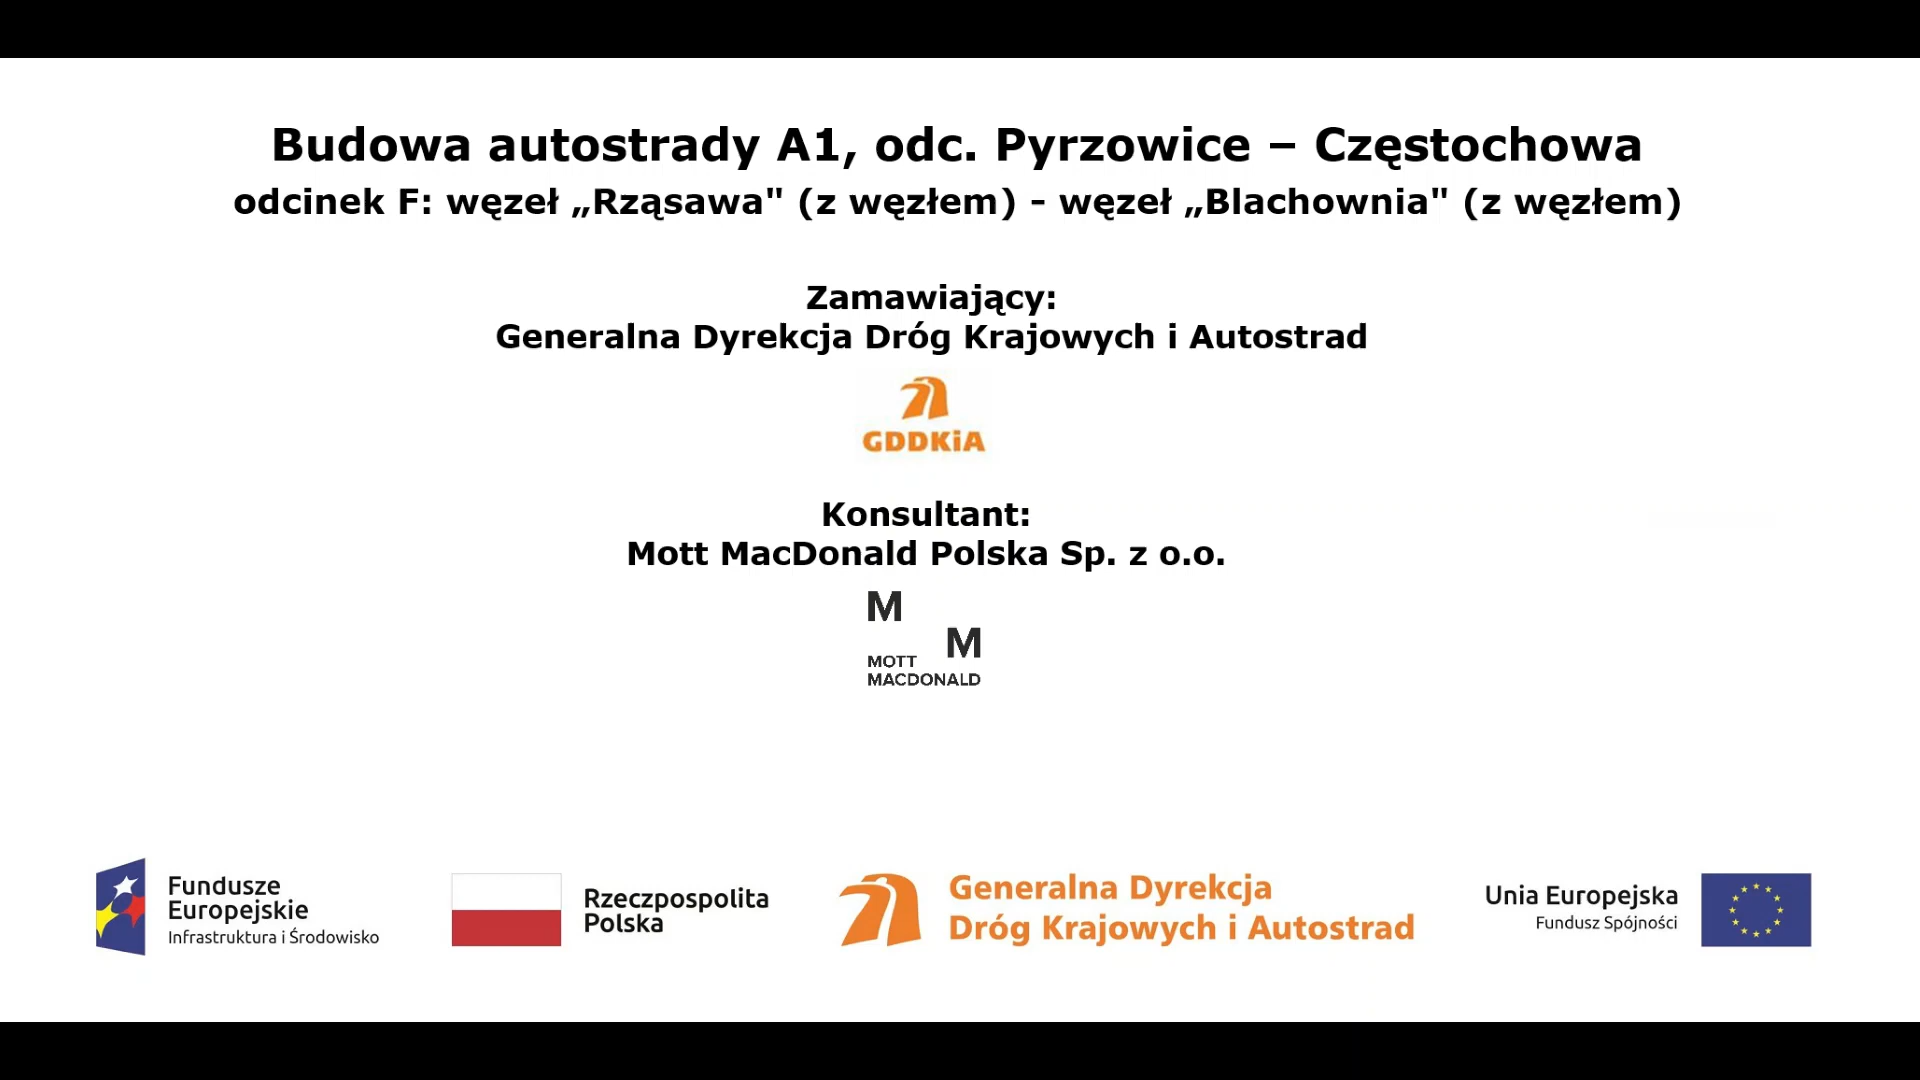 Budowa autostrady A1, odc. Pyrzowice – Częstochowa
odcinek F: węzeł „Rząsawa" (z węzłem) - węzeł „Blachownia" (z węzłem)
Zamawiający:
Generalna Dyrekcja Dróg Krajowych i Autostrad
GDDKiA
Konsultant:
Mott MacDonald Polska Sp. z o.o.
M
M
MOTT
MACDONALD
Fundusze
Europejskie
Infrastruktura i Środowisko
Rzeczpospolita
Polska
Generalna Dyrekcja
Dróg Krajowych i Autostrad
Unia Europejska
Fundusz Spójności